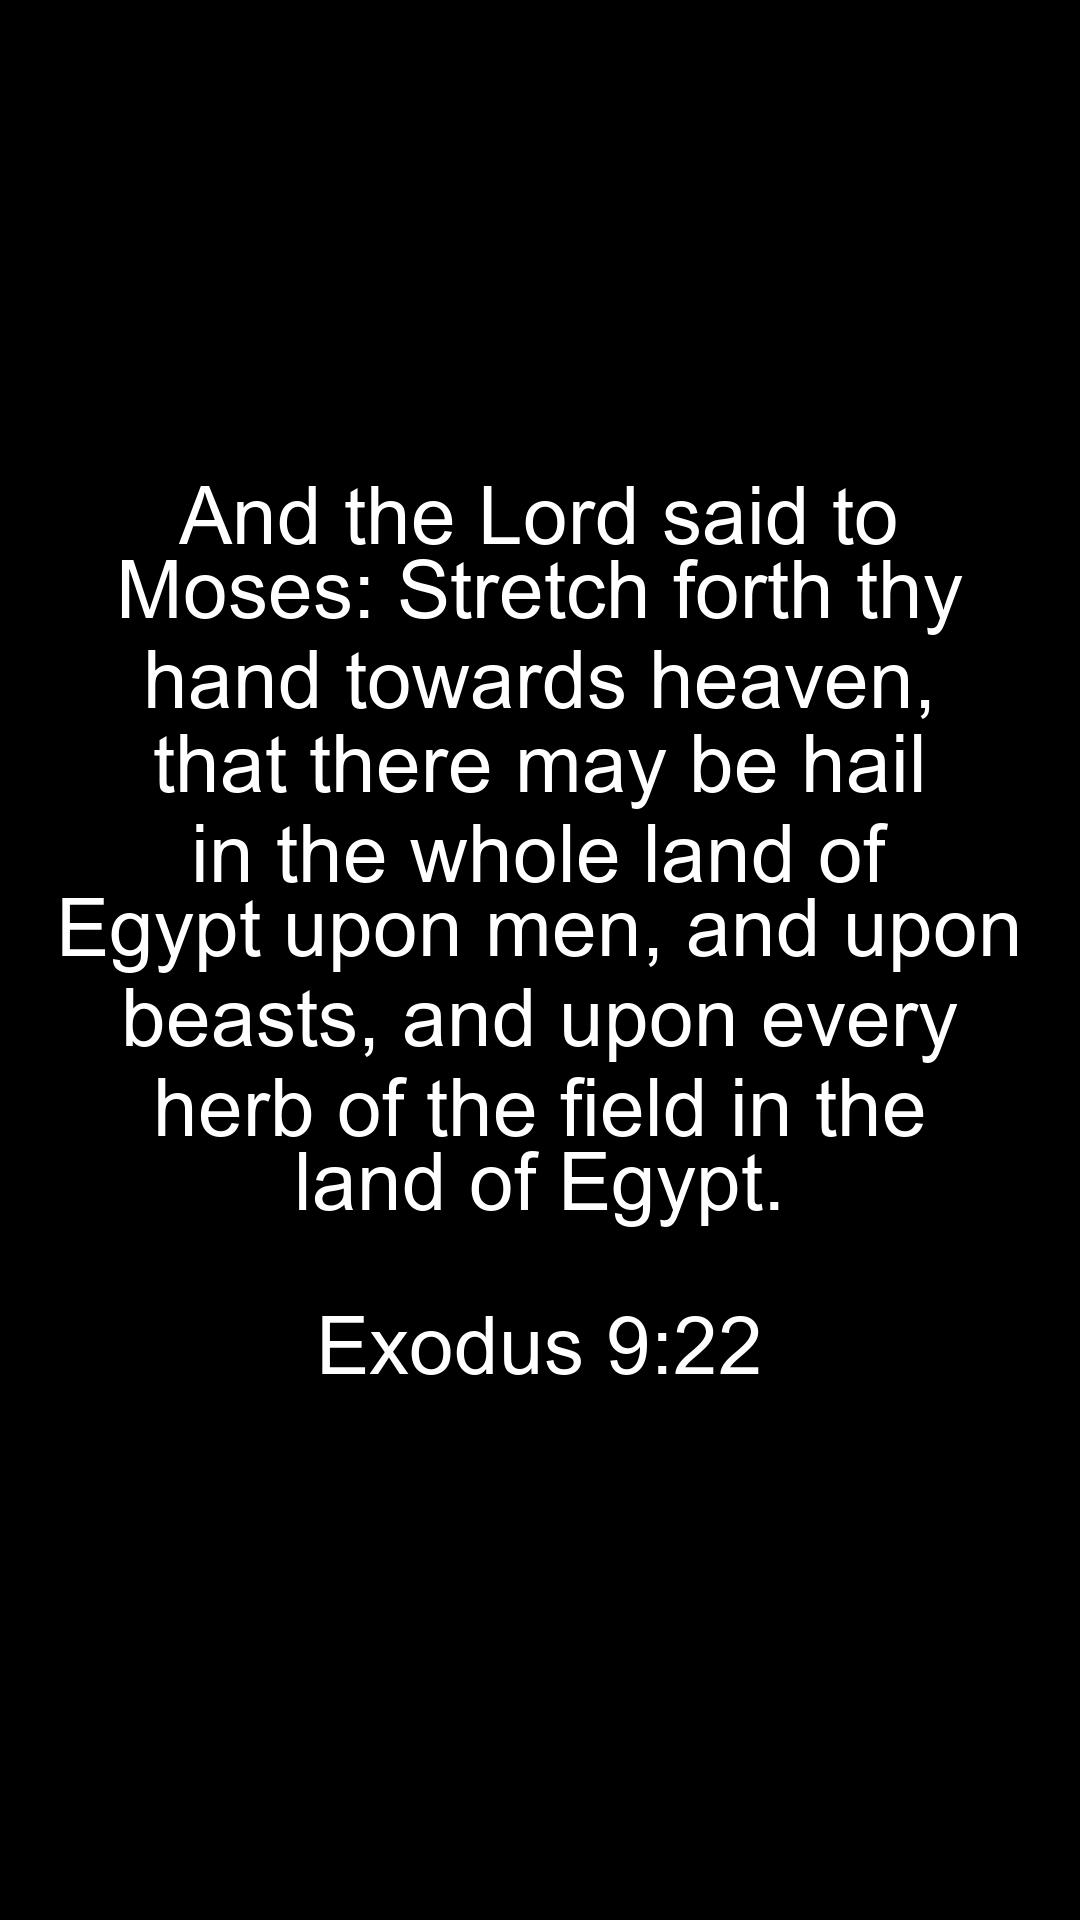 And the Lord said to
Moses: Stretch forth thy
hand towards heaven,
that there may be hail
in the whole land of
Egypt upon men, and upon
beasts, and upon every
herb of the field in the
land of Egypt.
Exodus 9:22